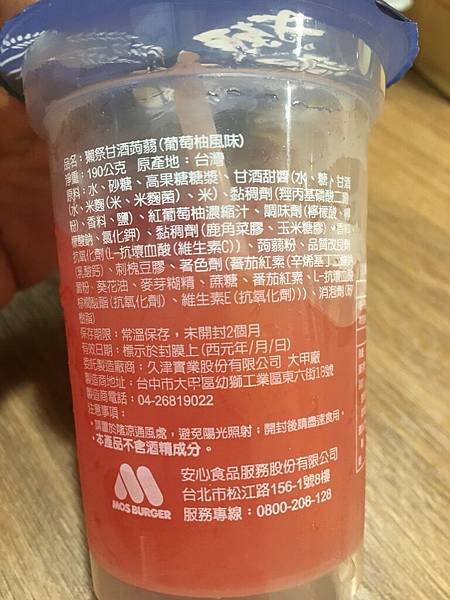 品名：獺祭甘酒蒟蒻(葡萄柚風味)
淨重：190公克 原產地：台灣
原料：水、砂糖、高果糖糖漿、甘酒甜醬(水、糖、甘酒
(水、米麴(米、米麴菌)、米)、黏稠劑(羥丙基磷酸二澱
粉)、香料、鹽)、紅葡萄柚濃縮汁、調味劑(檸檬酸、
檸檬酸鈉、氯化鉀)、黏稠劑(鹿角菜膠、玉米糖膠)、香料、
抗氧化劑(L-抗壞血酸(維生素C))、蒟蒻粉、品質改良劑
(乳酸鈣)、刺槐豆膠、著色劑(蕃茄紅素(辛烯基丁二酸鈉
澱粉、葵花油、麥芽糊精、蔗糖、蕃茄紅素、L-抗壞血酸
棕櫚酸酯(抗氧化劑)、維生素E(抗氧化劑)))、消泡劑(矽
樹脂)
保存期限：常溫保存，未開封2個月
有效日期：標示於封膜上(西元年/月/日)
委託製造廠商：久津實業股份有限公司 大甲廠
製造商地址：台中市大甲區幼獅工業區東六街18號
製造商電話：04-26819022
注意事項：
·請置於陰涼通風處，避免陽光照射；開封後請盡速食用。
·本產品不含酒精成分。
安心食品服務股份有限公司
台北市松江路156-1號8樓
服務專線：0800-208-128
MOS BURGER